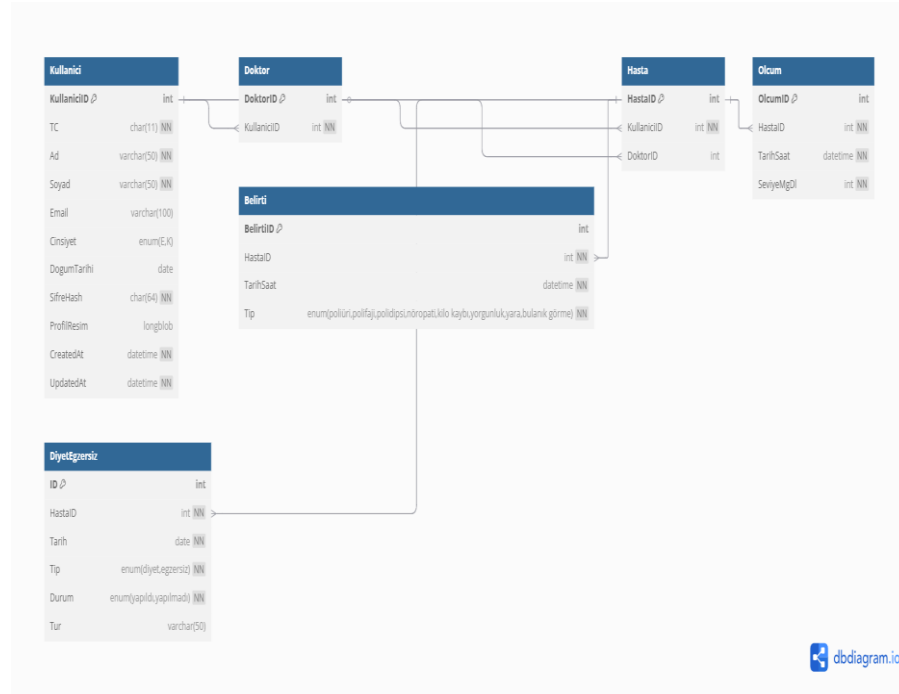 Kullanici
KullaniciID int
TC char(11) NN
Ad varchar(50) NN
Soyad varchar(50) NN
Email varchar(100)
Cinsiyet enum(E,K)
DogumTarihi date
SifreHash char(64) NN
ProfilResim longblob
CreatedAt datetime NN
UpdatedAt datetime NN
Doktor
DoktorID int
KullaniciID int NN
Hasta
HastaID int
KullaniciID int NN
DoktorID int
Olcum
OlcumID int
HastaID int NN
TarihSaat datetime NN
SeviyeMgDl int NN
Belirti
BelirtiID int
HastaID int NN
TarihSaat datetime NN
Tip enum(poliüri,polifaji,polidipsi,nöropati,kilo kaybı,yorgunluk,yara,bulanık görme) NN
DiyetEgzersiz
ID int
HastaID int NN
Tarih date NN
Tip enum(diyet,egzersiz) NN
Durum enum(yapıldı,yapılmadı) NN
Tur varchar(50)
dbdiagram.io